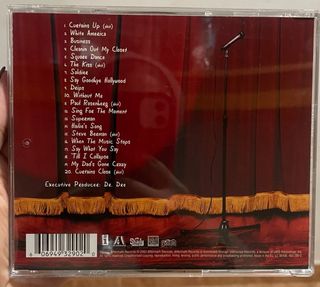 1. Curtains Up (skit)
2. White America
3. Business
4. Cleanin Out My Closet
5. Square Dance
6. The Kiss (skit)
7. Soldier
8. Say Goodbye Hollywood
9. Drips
10. Without Me
11. Paul Rosenberg (skit)
12. Sing For The Moment
13. Superman
14. Hailie's Song
15. Steve Berman (skit)
16. When The Music Stops
17. Say What You Say
18. 'Till I Collapse
19. My Dad's Gone Crazy
20. Curtains Close (skit)
Executive Producer: Dr. Dre
6 06949 32902 0